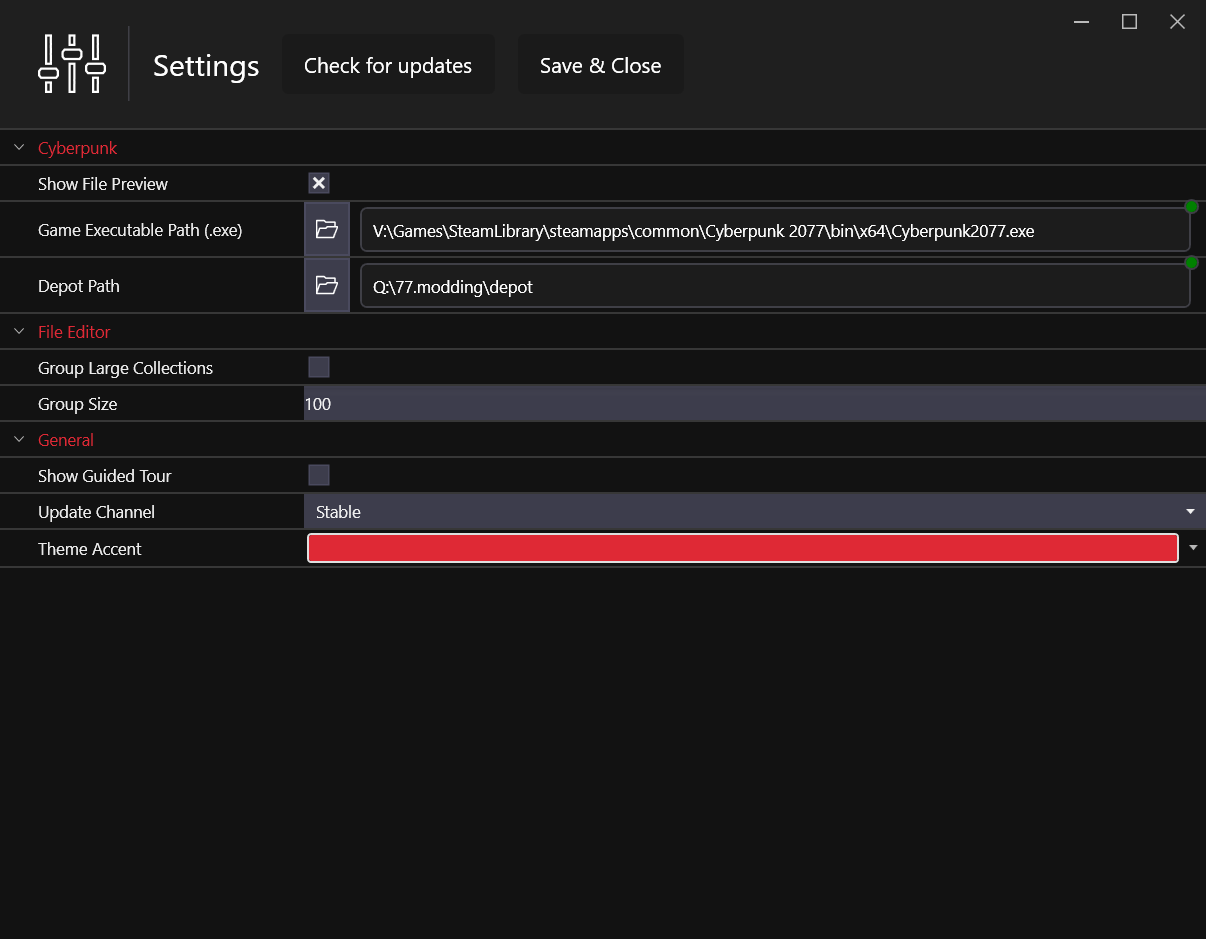 Settings
Check for updates
Save & Close
Cyberpunk
Show File Preview
Game Executable Path (.exe)
V:\Games\SteamLibrary\steamapps\common\Cyberpunk 2077\bin\x64\Cyberpunk2077.exe
Depot Path
Q:\77.modding\depot
File Editor
Group Large Collections
Group Size
100
General
Show Guided Tour
Update Channel
Stable
Theme Accent